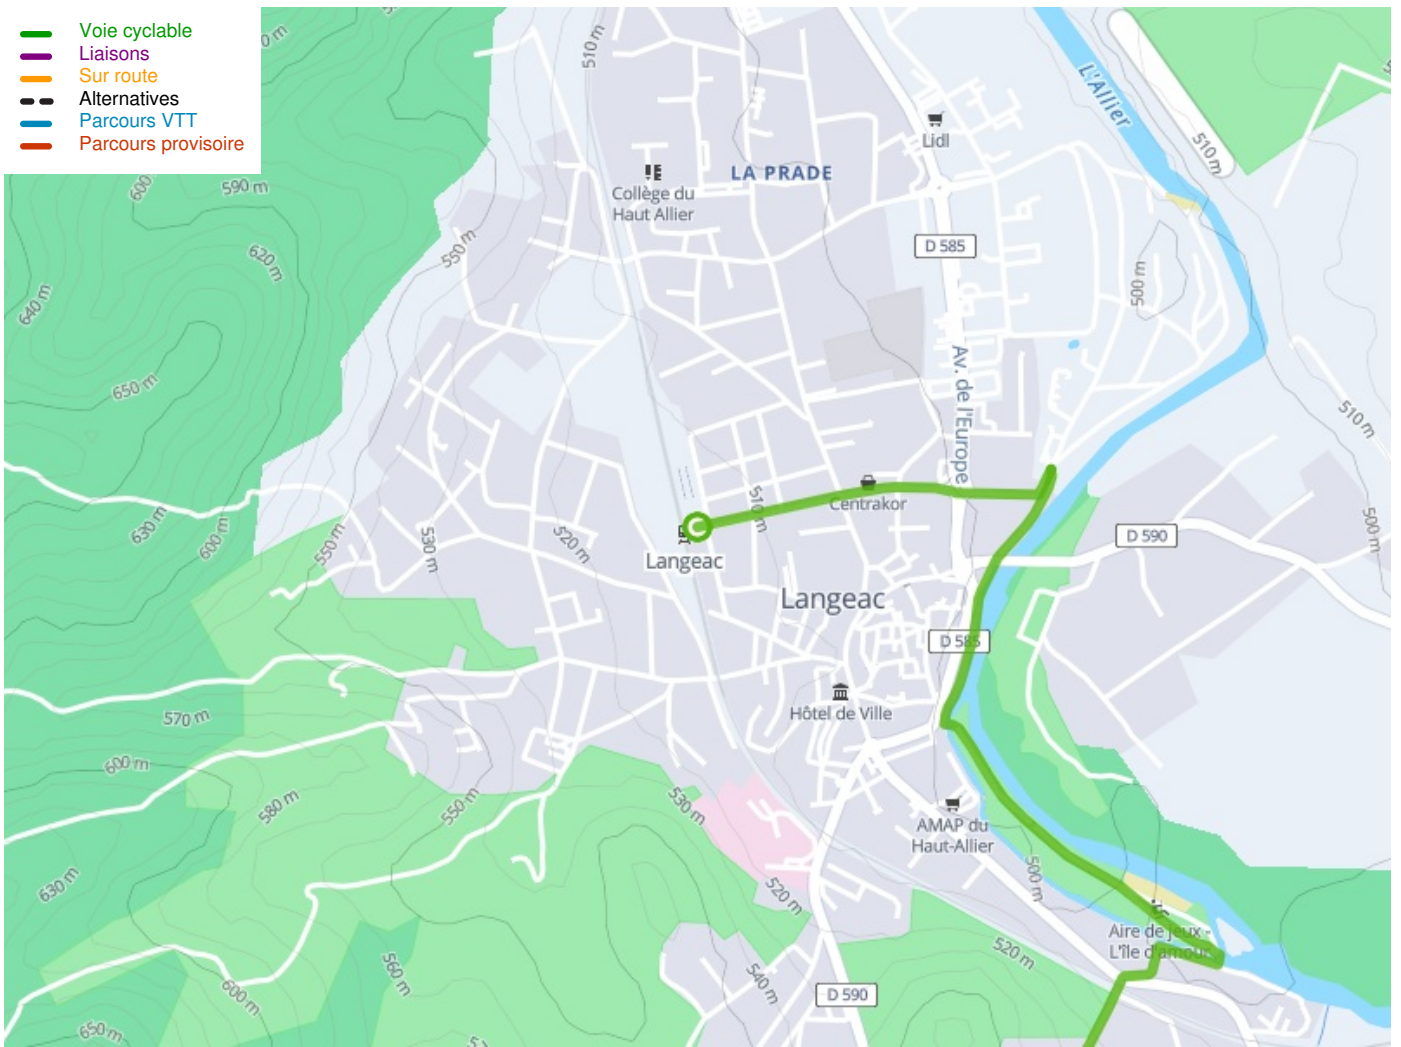 Voie cyclable
Liaisons
Sur route
Alternatives
Parcours VTT
Parcours provisoire
0 m
510 m
L'Allier
Lidl
510 m
LA PRADE
600
590 m
Collège du
Haut Allier
D 585
550 m
620 m
500 m
640 m
Av. de l'Europe
650 m
510 m
Centrakor
510 m
630 m
600 m
550 m
530 m
520 m
Langeac
D 590
500 m
Langeac
D 585
570 m
Hôtel de Ville
600 m
580 m
550 m
530 m
AMAP du
Haut-Allier
500 m
630 m
520 m
Aire de jeux -
L'île d'amour
520 m
560 m
540 m
600 m
D 590
650 m